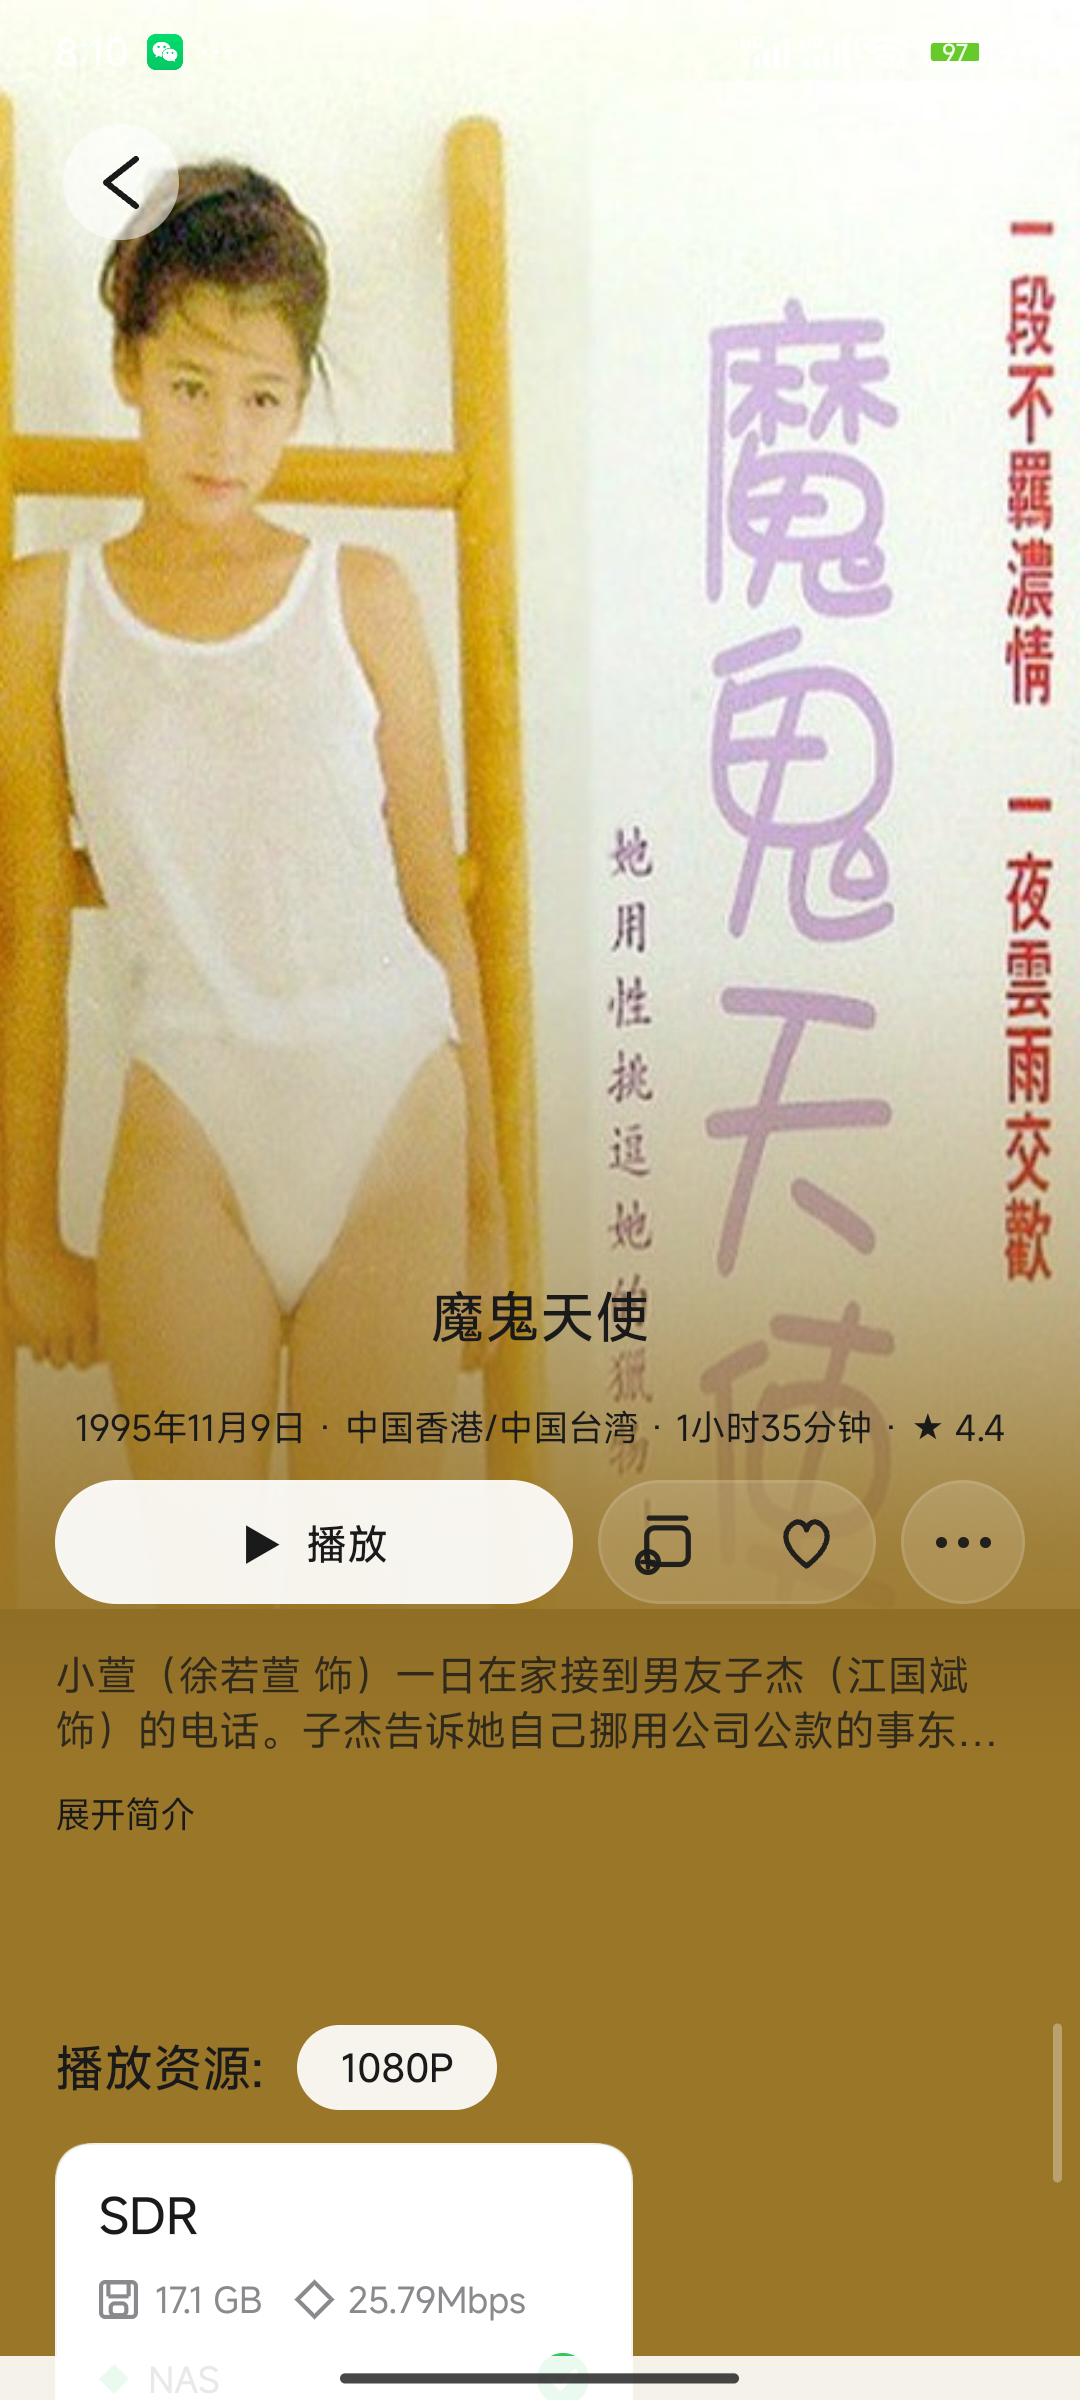 8:10
97
一段不羈濃情 一夜雲雨交歡
魔鬼天使
她用性挑逗她的獵物
魔鬼天使
1995年11月9日 · 中国香港/中国台湾 · 1小时35分钟 · ★ 4.4
播放
小萱（徐若萱 饰）一日在家接到男友子杰（江国斌
饰）的电话。子杰告诉她自己挪用公司公款的事东...
展开简介
播放资源:
1080P
SDR
17.1 GB
25.79Mbps
NAS